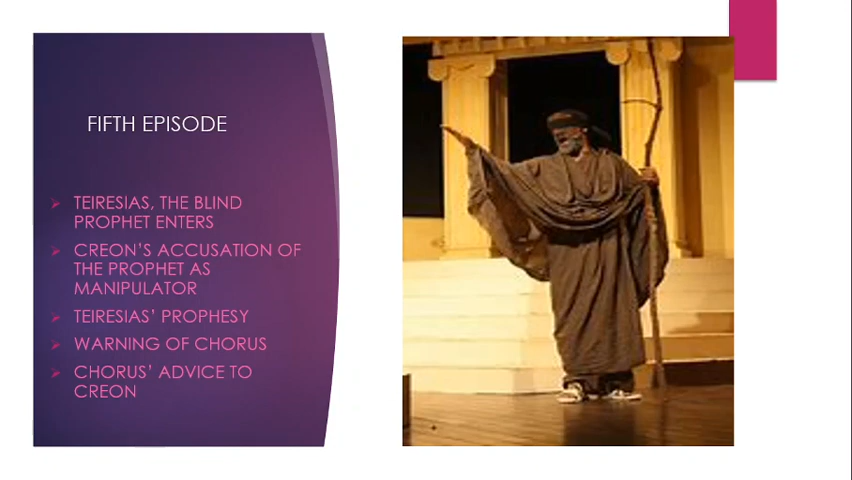 FIFTH EPISODE
TEIRESIAS, THE BLIND
PROPHET ENTERS
CREON'S ACCUSATION OF
THE PROPHET AS
MANIPULATOR
TEIRESIAS' PROPHESY
WARNING OF CHORUS
CHORUS' ADVICE TO
CREON